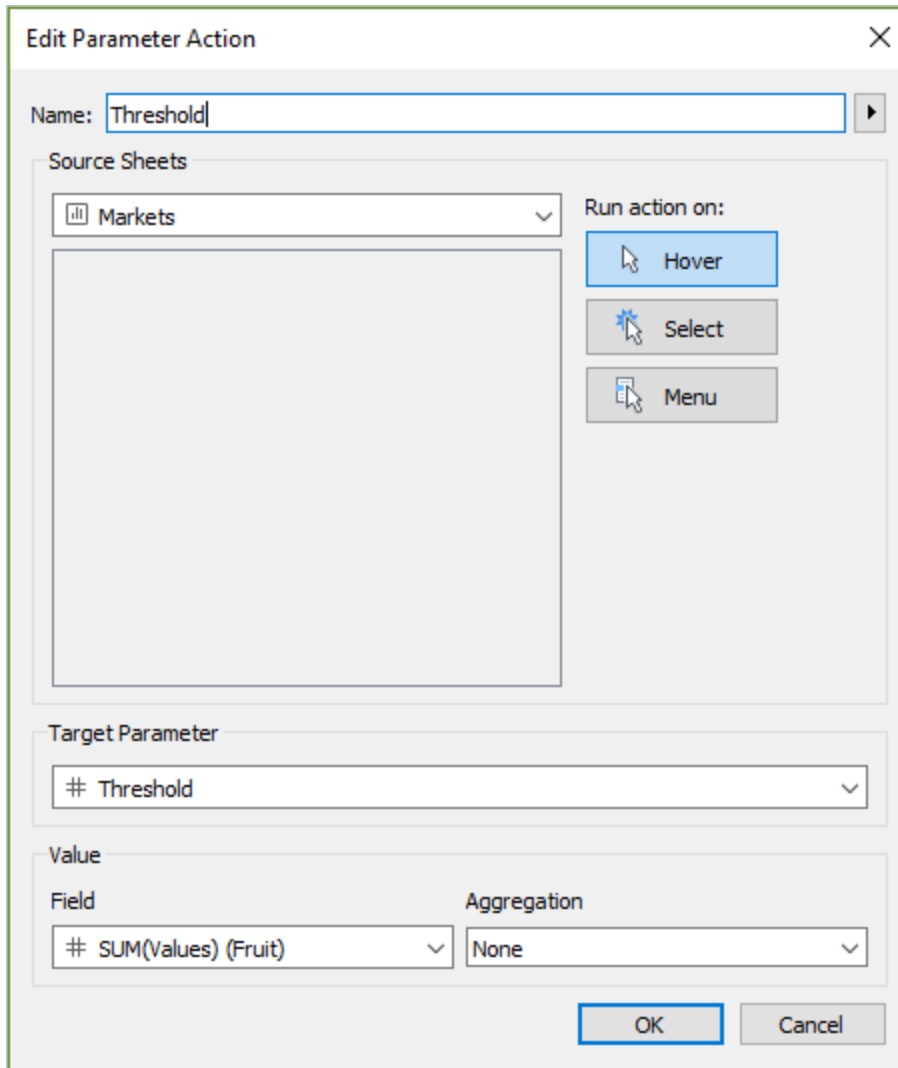 Edit Parameter Action
Name: Threshold
Source Sheets
Markets
Run action on:
Hover
Select
Menu
Target Parameter
Threshold
Value
Field
Aggregation
SUM(Values) (Fruit)
None
OK
Cancel